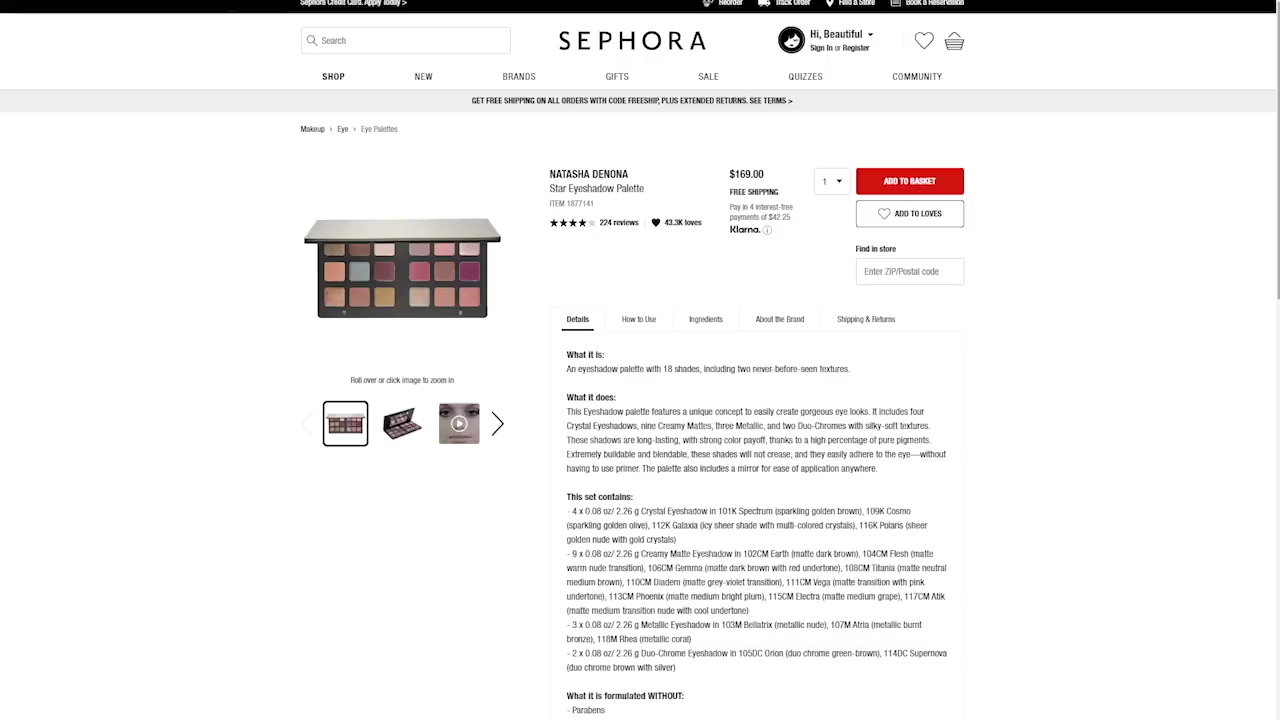 Sephora Credit Card. Apply Today >
Reorder
Track Order
Find a Store
Book a Reservation
Search
SEPHORA
Hi, Beautiful
Sign In or Register
SHOP
NEW
BRANDS
GIFTS
SALE
QUIZZES
COMMUNITY
GET FREE SHIPPING ON ALL ORDERS WITH CODE FREESHIP, PLUS EXTENDED RETURNS. SEE TERMS >
Makeup > Eye > Eye Palettes
NATASHA DENONA
Star Eyeshadow Palette
ITEM 1877141
224 reviews
43.3K loves
$169.00
FREE SHIPPING
Pay in 4 interest-free
payments of $42.25
Klarna.
1
ADD TO BASKET
ADD TO LOVES
Find in store
Enter ZIP/Postal code
Roll over or click image to zoom in
Details
How to Use
Ingredients
About the Brand
Shipping & Returns
What it is:
An eyeshadow palette with 18 shades, including two never-before-seen textures.
What it does:
This Eyeshadow palette features a unique concept to easily create gorgeous eye looks. It includes four
Crystal Eyeshadows, nine Creamy Mattes, three Metallic, and two Duo-Chromes with silky-soft textures.
These shadows are long-lasting, with strong color payoff, thanks to a high percentage of pure pigments.
Extremely buildable and blendable, these shades will not crease, and they easily adhere to the eye—without
having to use primer. The palette also includes a mirror for ease of application anywhere.
This set contains:
- 4 x 0.08 oz/ 2.26 g Crystal Eyeshadow in 101K Spectrum (sparkling golden brown), 109K Cosmo
(sparkling golden olive), 112K Galaxia (icy sheer shade with multi-colored crystals), 116K Polaris (sheer
golden nude with gold crystals)
- 9 x 0.08 oz/ 2.26 g Creamy Matte Eyeshadow in 102CM Earth (matte dark brown), 104CM Flesh (matte
warm nude transition), 106CM Gemma (matte dark brown with red undertone), 108CM Titania (matte neutral
medium brown), 110CM Diadem (matte grey-violet transition), 111CM Vega (matte transition with pink
undertone), 113CM Phoenix (matte medium bright plum), 115CM Electra (matte medium grape), 117CM Atik
(matte medium transition nude with cool undertone)
- 3 x 0.08 oz/ 2.26 g Metallic Eyeshadow in 103M Bellatrix (metallic nude), 107M Atria (metallic burnt
bronze), 118M Rhea (metallic coral)
- 2 x 0.08 oz/ 2.26 g Duo-Chrome Eyeshadow in 105DC Orion (duo chrome green-brown), 114DC Supernova
(duo chrome brown with silver)
What it is formulated WITHOUT:
- Parabens